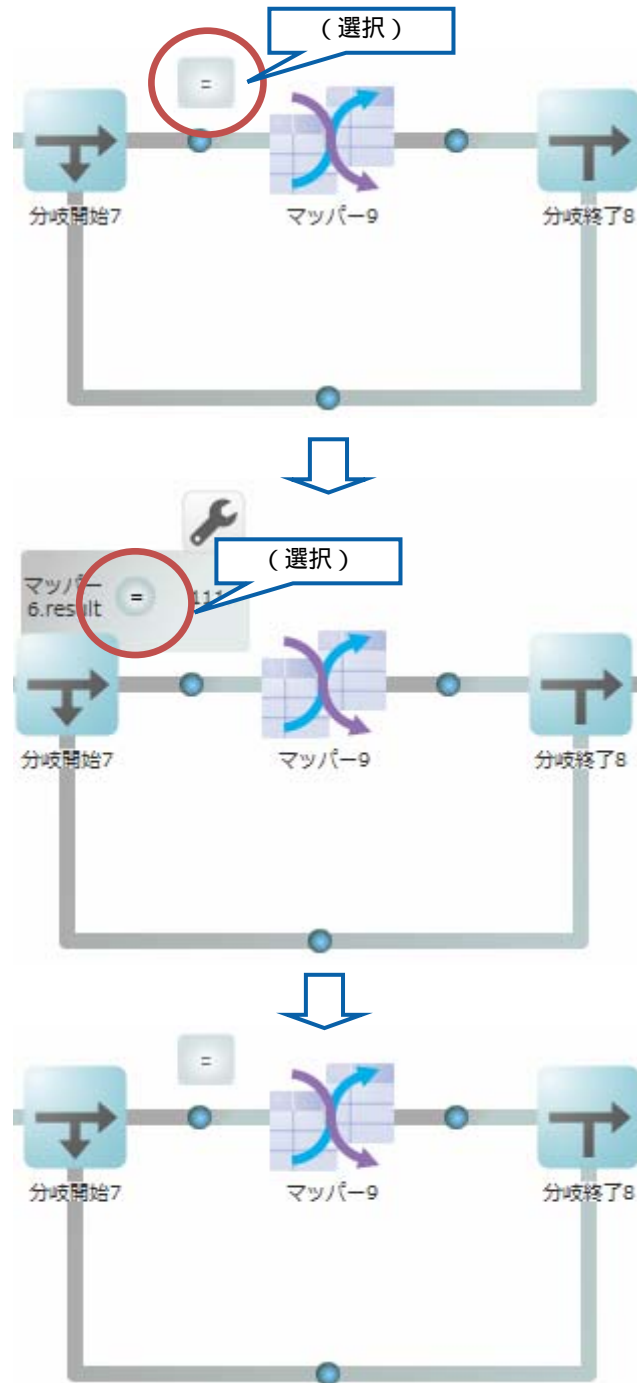 （選択）
=
分岐開始7
マッパー9
分岐終了8
（選択）
マッパー
6.result
=
111
分岐開始7
マッパー9
分岐終了8
=
分岐開始7
マッパー9
分岐終了8